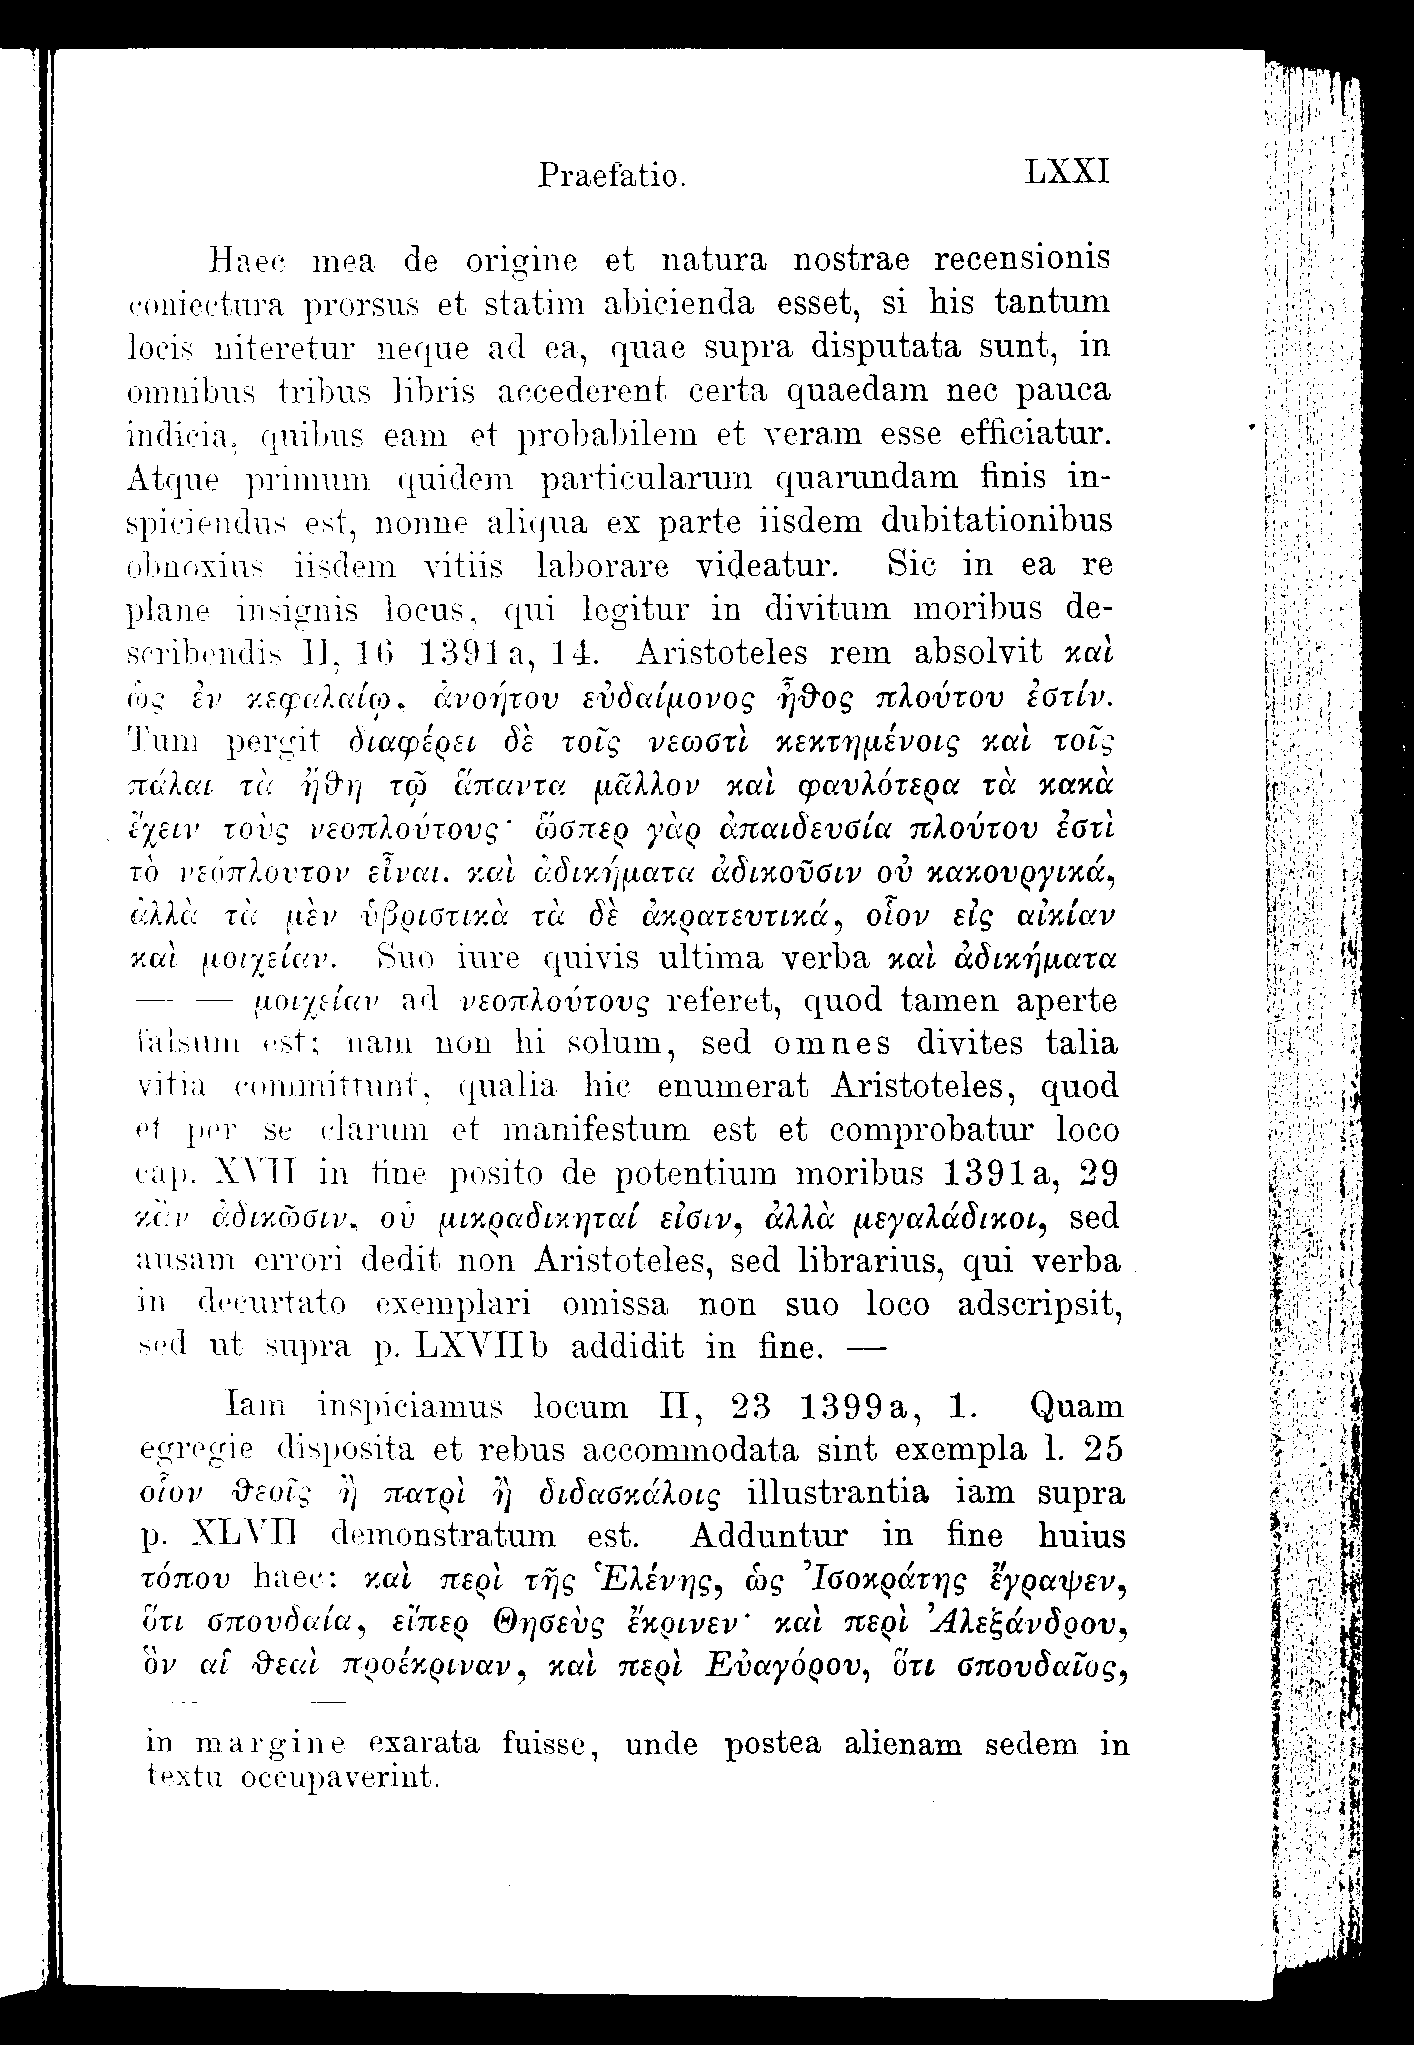 Praefatio. LXXI
Haec mea de origine et natura nostrae recensionis
coniectura prorsus et statim abicienda esset, si his tantum
locis niteretur neque ad ea, quae supra disputata sunt, in
omnibus tribus libris accederent certa quaedam nec pauca
indicia, quibus eam et probabilem et veram esse efficiatur.
Atque primum quidem particularum quarundam finis in-
spiciendus est, nonne aliqua ex parte iisdem dubitationibus
obnoxius iisdem vitiis laborare videatur. Sic in ea re
plane insignis locus, qui legitur in divitum moribus de-
scribendis II, 16 1391a, 14. Aristoteles rem absolvit καὶ
ὡς ἐν κεφαλαίῳ, ἀνοήτου εὐδαίμονος ἦθος πλούτου ἐστίν.
Tum pergit διαφέρει δὲ τοῖς νεωστὶ κεκτημένοις καὶ τοῖς
πάλαι τὰ ἤθη τῷ ἅπαντα μᾶλλον καὶ φαυλότερα τὰ κακὰ
ἔχειν τοὺς νεοπλούτους· ὥσπερ γὰρ ἀπαιδευσία πλούτου ἐστὶ
τὸ νεόπλουτον εἶναι. καὶ ἀδικήματα ἀδικοῦσιν οὐ κακουργικά,
ἀλλὰ τὰ μὲν ὑβριστικὰ τὰ δὲ ἀκρατευτικά, οἷον εἰς αἰκίαν
καὶ μοιχείαν. Suo iure quivis ultima verba καὶ ἀδικήματα
— — μοιχείαν ad νεοπλούτους referet, quod tamen aperte
falsum est; nam non hi solum, sed omnes divites talia
vitia committunt, qualia hic enumerat Aristoteles, quod
et per se clarum et manifestum est et comprobatur loco
cap. XVII in fine posito de potentium moribus 1391a, 29
κἂν ἀδικῶσιν, οὐ μικραδικηταί εἰσιν, ἀλλὰ μεγαλάδικοι, sed
ausam errori dedit non Aristoteles, sed librarius, qui verba
in decurtato exemplari omissa non suo loco adscripsit,
sed ut supra p. LXVIIb addidit in fine. —
Iam inspiciamus locum II, 23 1399a, 1. Quam
egregie disposita et rebus accommodata sint exempla l. 25
οἷον θεοῖς ἢ πατρὶ ἢ διδασκάλοις illustrantia iam supra
p. XLVII demonstratum est. Adduntur in fine huius
τόπου haec: καὶ περὶ τῆς Ἑλένης, ὡς Ἰσοκράτης ἔγραψεν,
ὅτι σπουδαία, εἴπερ Θησεὺς ἔκρινεν· καὶ περὶ Ἀλεξάνδρου,
ὃν αἱ θεαὶ προέκριναν, καὶ περὶ Εὐαγόρου, ὅτι σπουδαῖος,
in margine exarata fuisse, unde postea alienam sedem in
textu occupaverint.